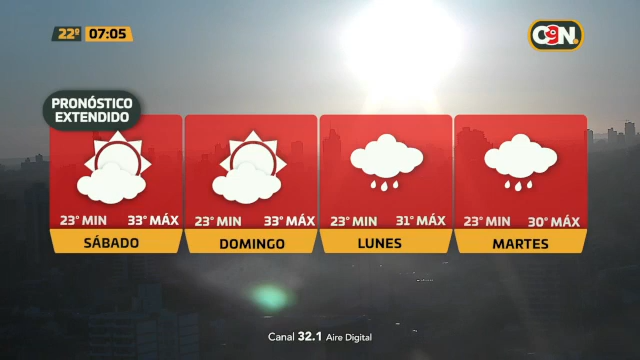 22º 07:05
C9N
PRONÓSTICO
EXTENDIDO
23° MIN 33° MÁX
SÁBADO
23° MIN 33° MÁX
DOMINGO
23° MIN 31° MÁX
LUNES
23° MIN 30° MÁX
MARTES
Canal 32.1 Aire Digital